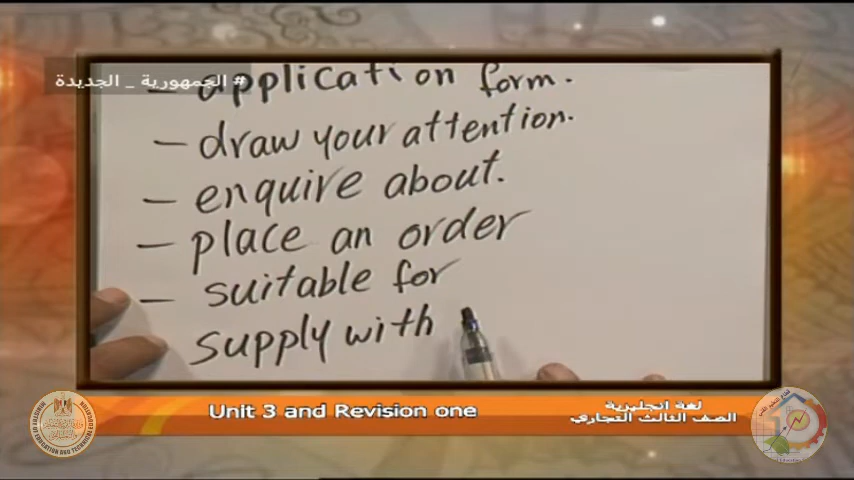 # الجمهورية _ الجديدة
- application form.
- draw your attention.
- enquire about.
- place an order
- suitable for
supply with
Unit 3 and Revision one
لغة انجليزية
الصف الثالث التجاري